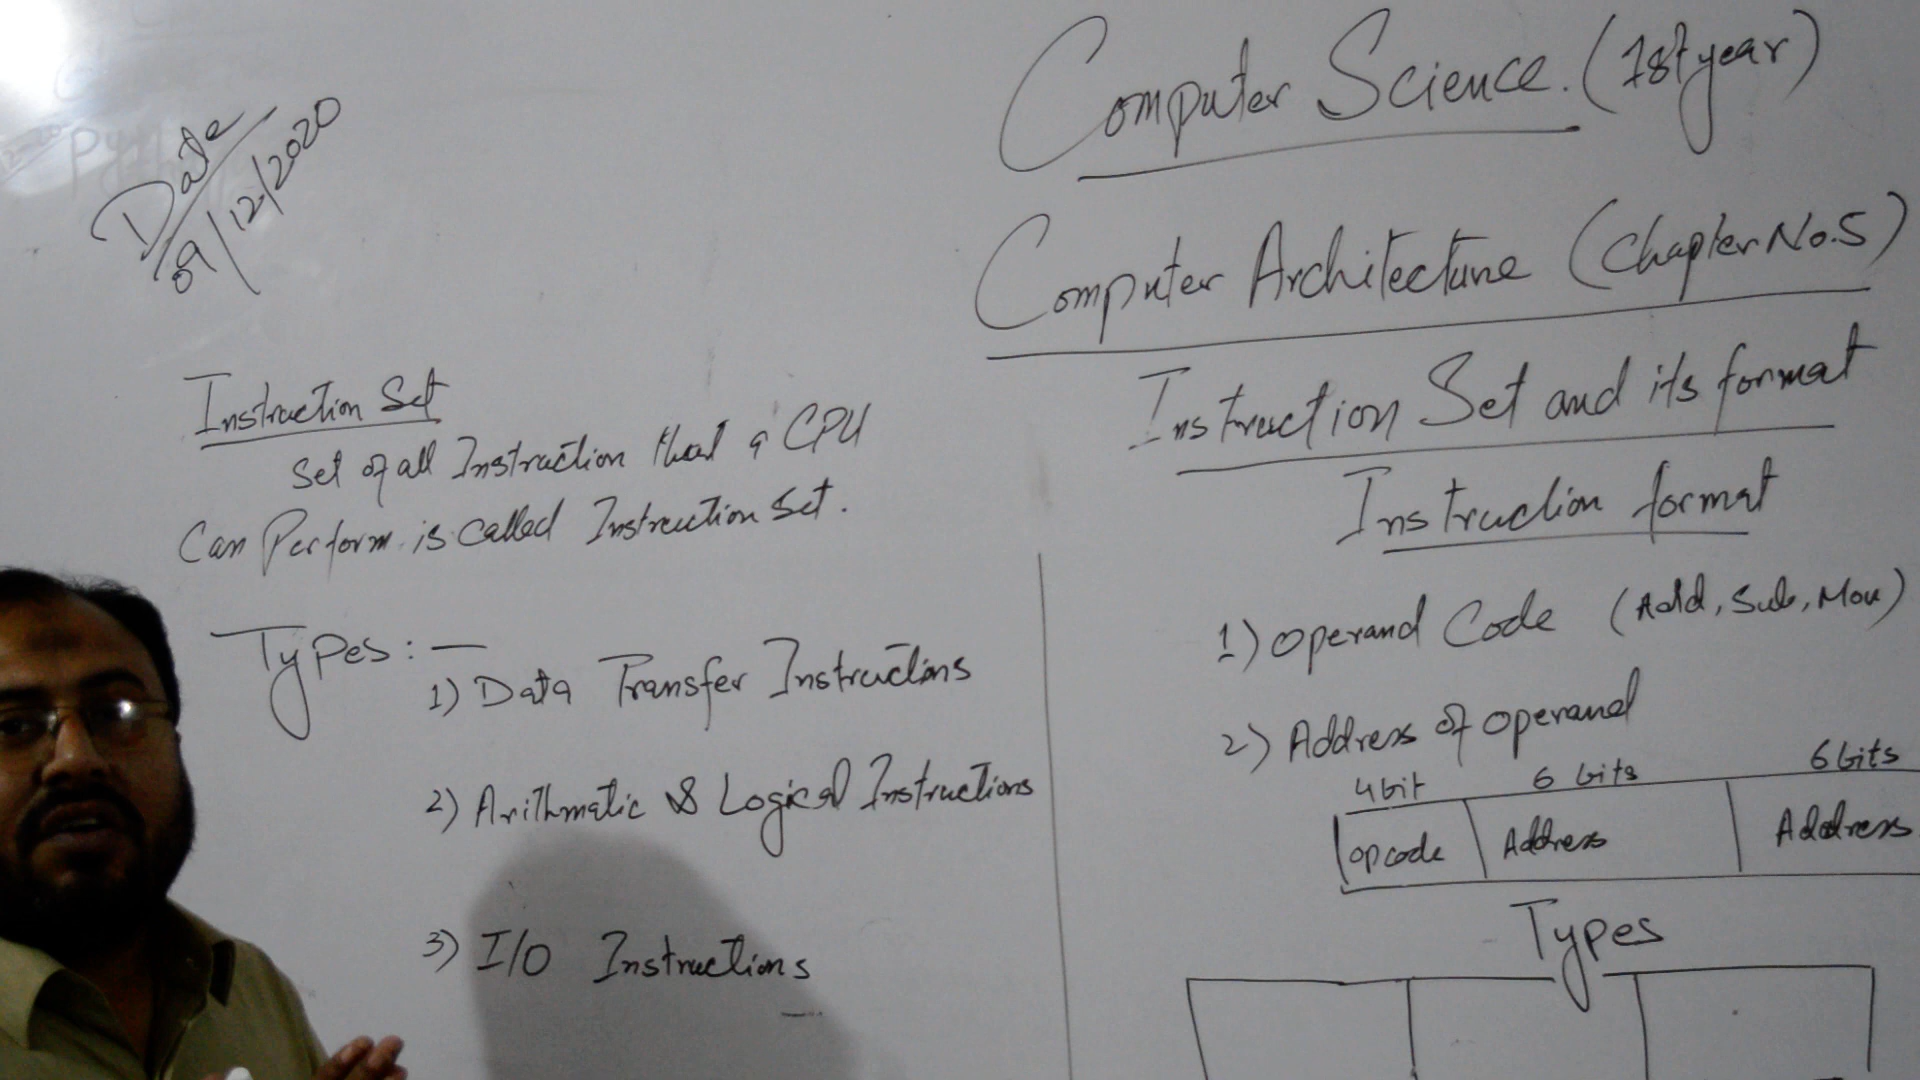 Date
09/12/2020
Computer Science. (1st year)
Computer Architecture (Chapter No.5)
Instruction Set and its format
Instruction Set
Set of all Instruction that a CPU
Can Perform is called Instruction Set.
Types:—
1) Data Transfer Instructions
2) Arithmatic & Logical Instructions
3) I/O Instructions
Instruction format
1) Operand Code (Add, Sub, Mov)
2) Address of operand
4 bit 6 bits 6 bits
opcode Address Address
Types